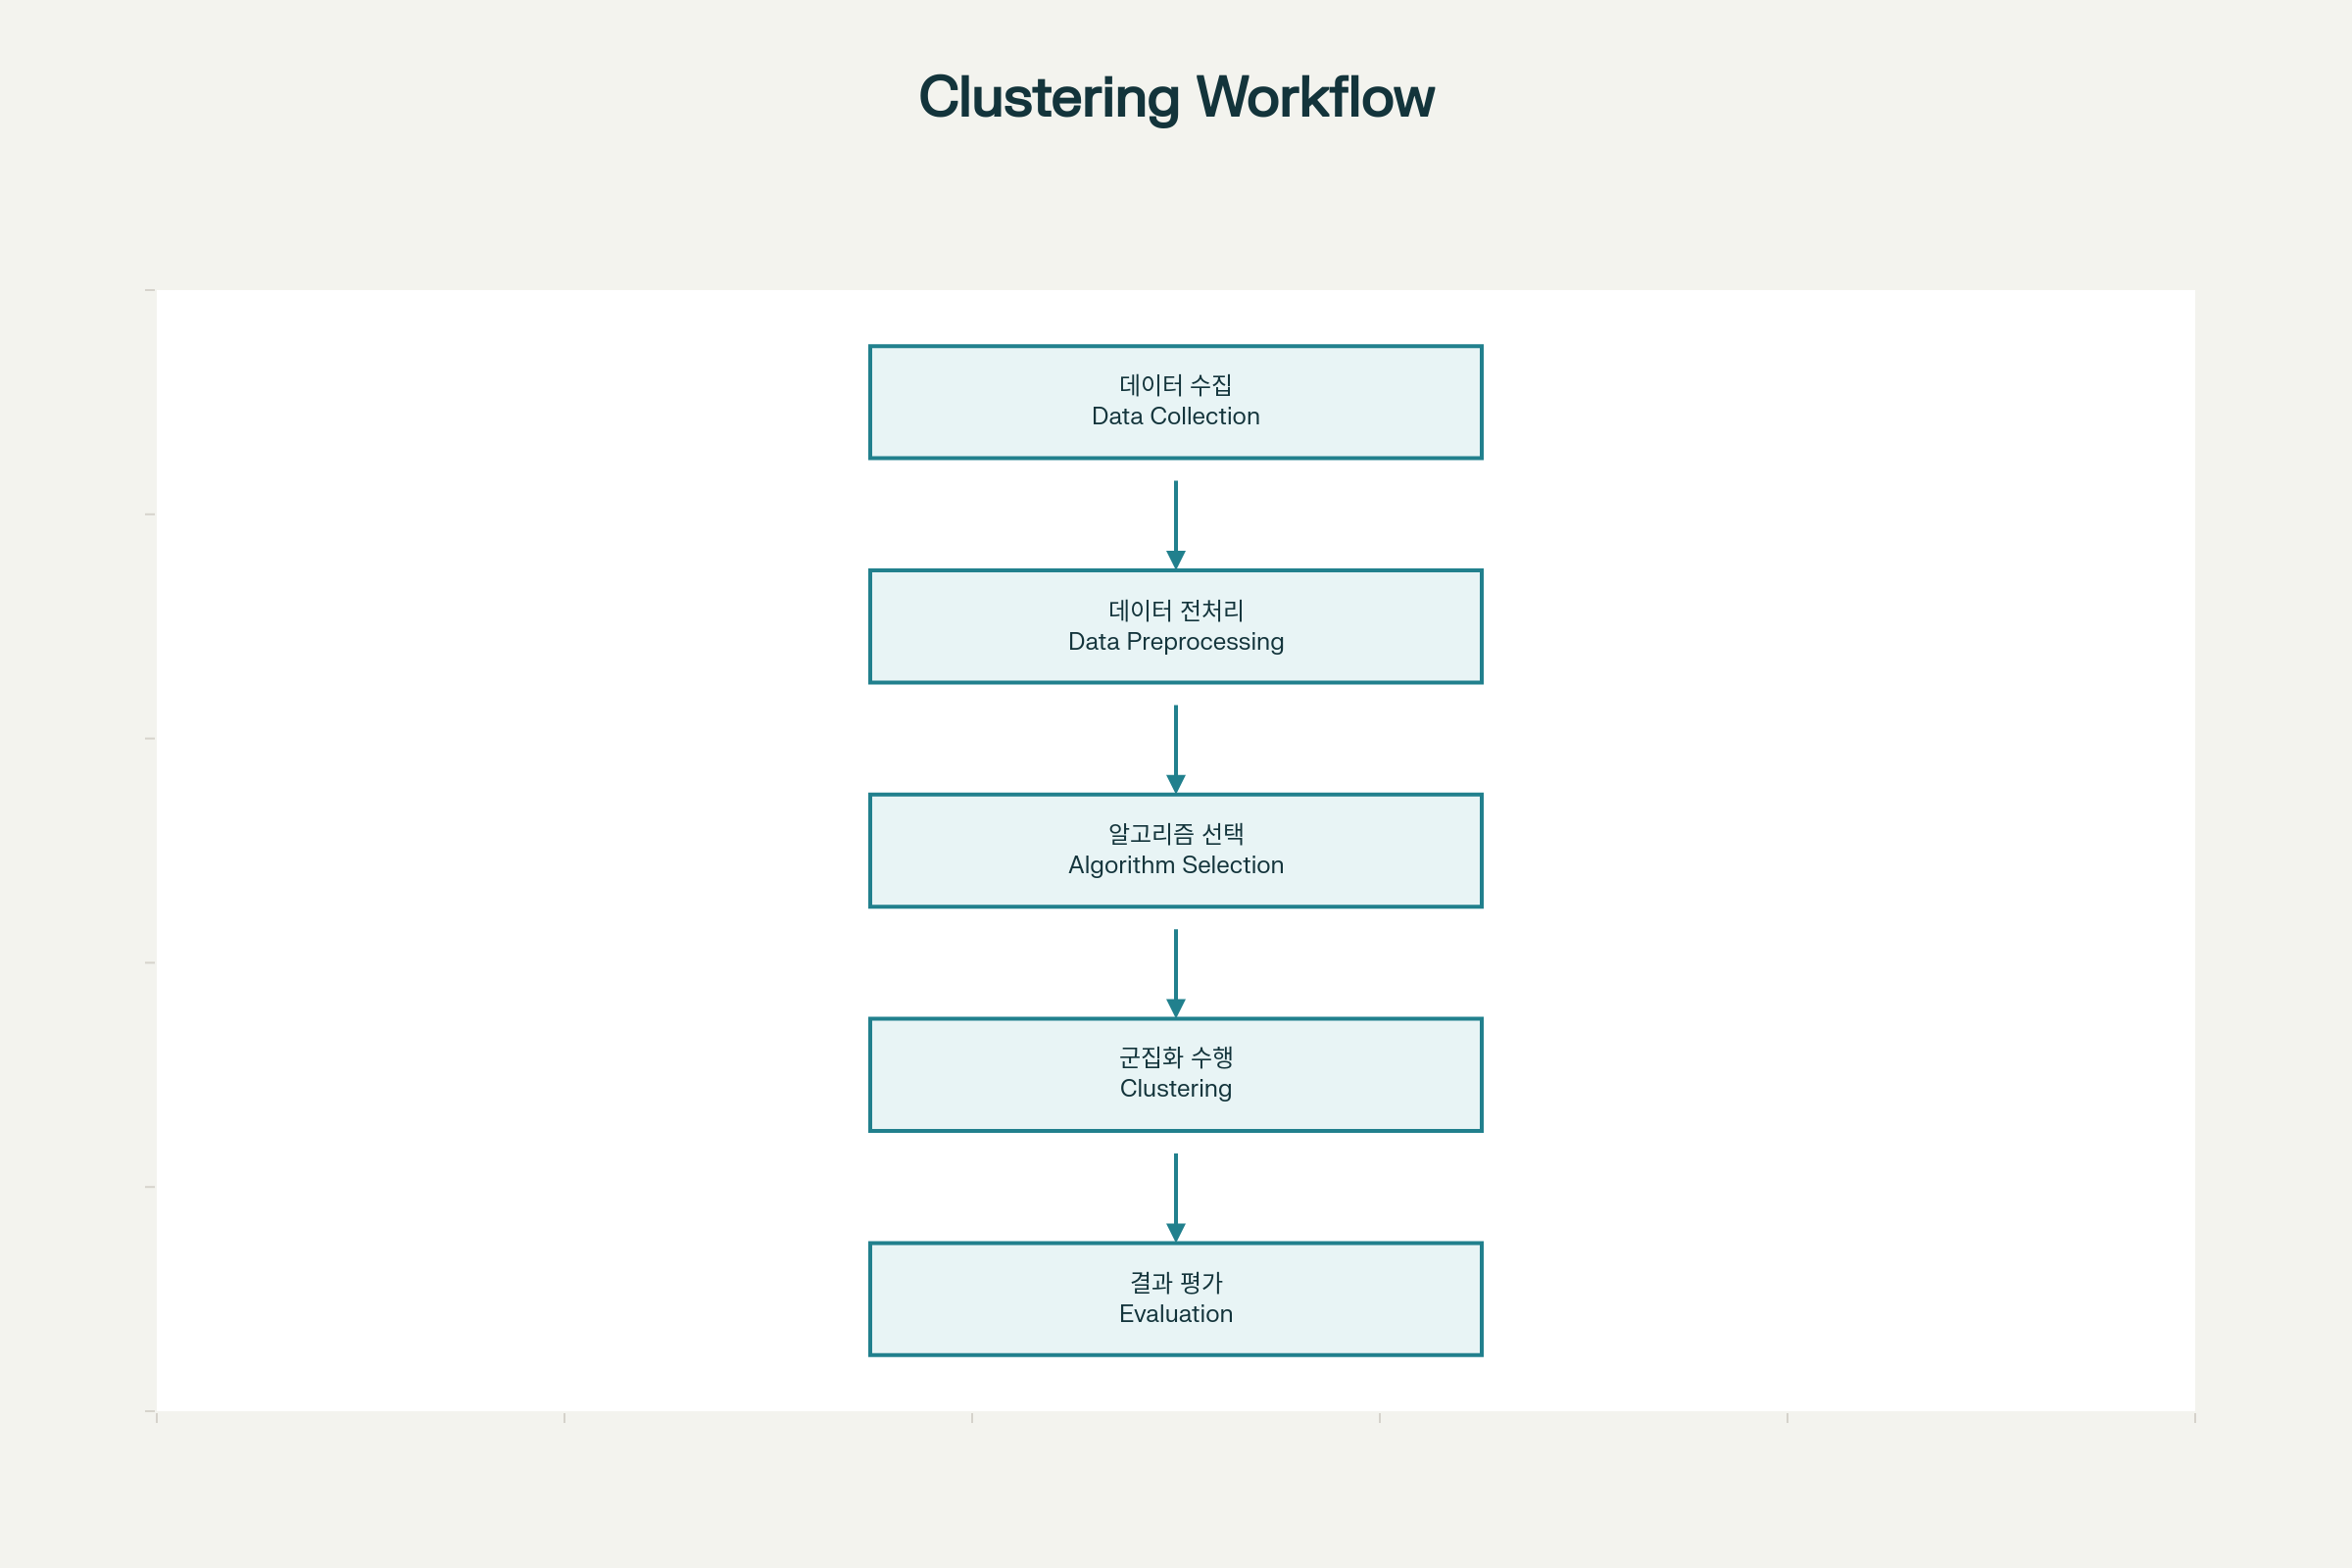 Clustering Workflow
데이터 수집
Data Collection
데이터 전처리
Data Preprocessing
알고리즘 선택
Algorithm Selection
군집화 수행
Clustering
결과 평가
Evaluation